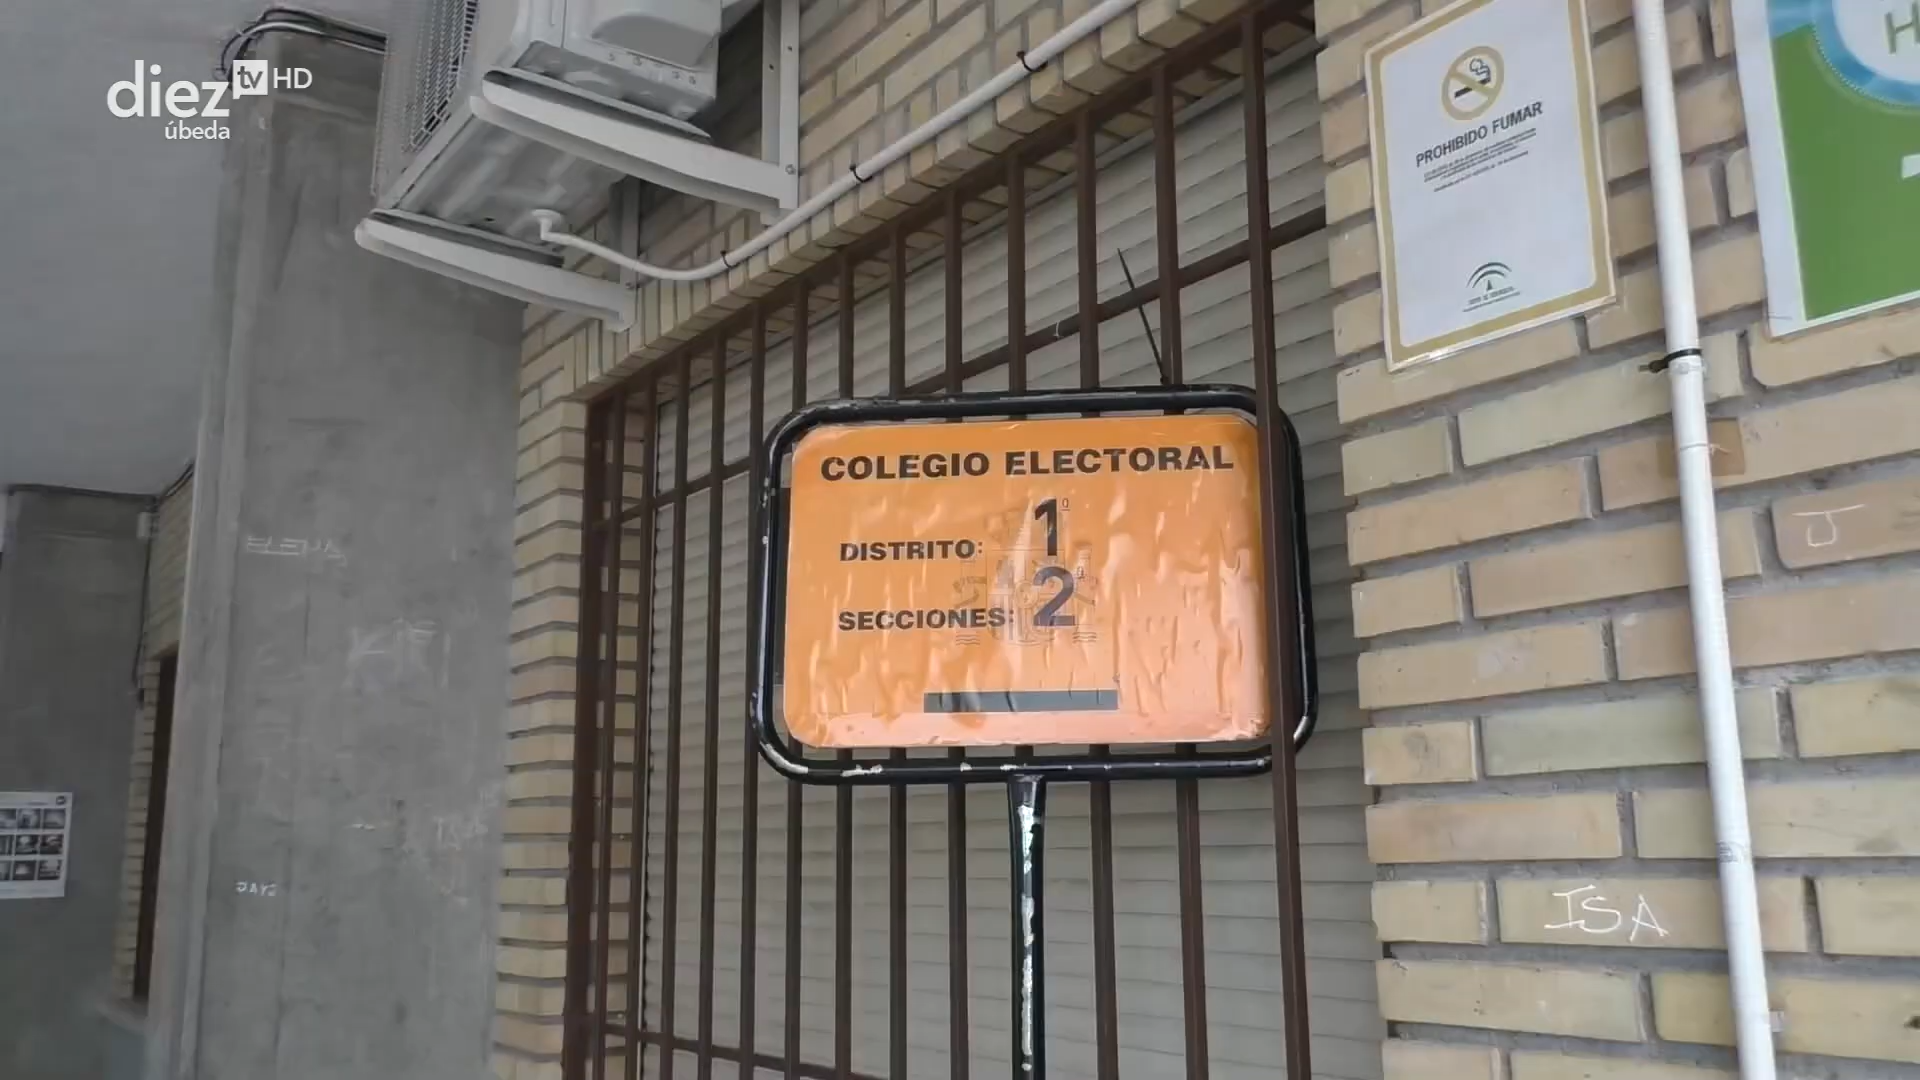 diez tv HD
úbeda
PROHIBIDO FUMAR
H
COLEGIO ELECTORAL
DISTRITO: 1º
SECCIONES: 2ª
J
ISA